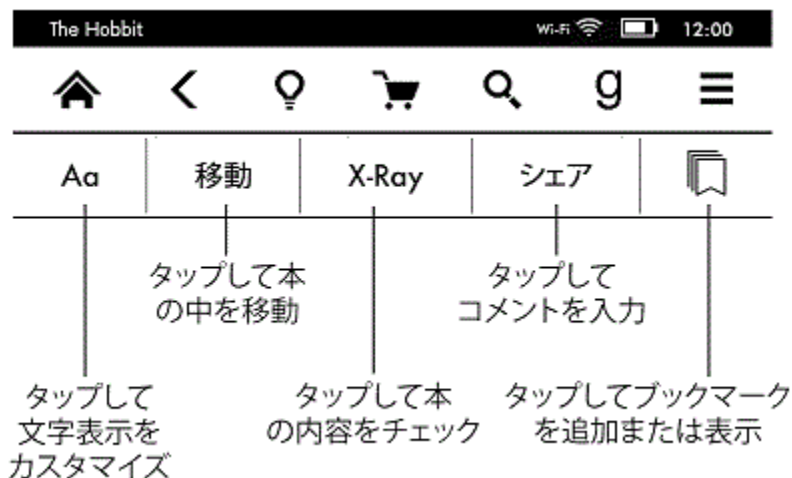 The Hobbit Wi-Fi 12:00
g
Aa 移動 X-Ray シェア
タップして本
の中を移動
タップして
コメントを入力
タップして
文字表示を
カスタマイズ
タップして本
の内容をチェック
タップしてブックマーク
を追加または表示